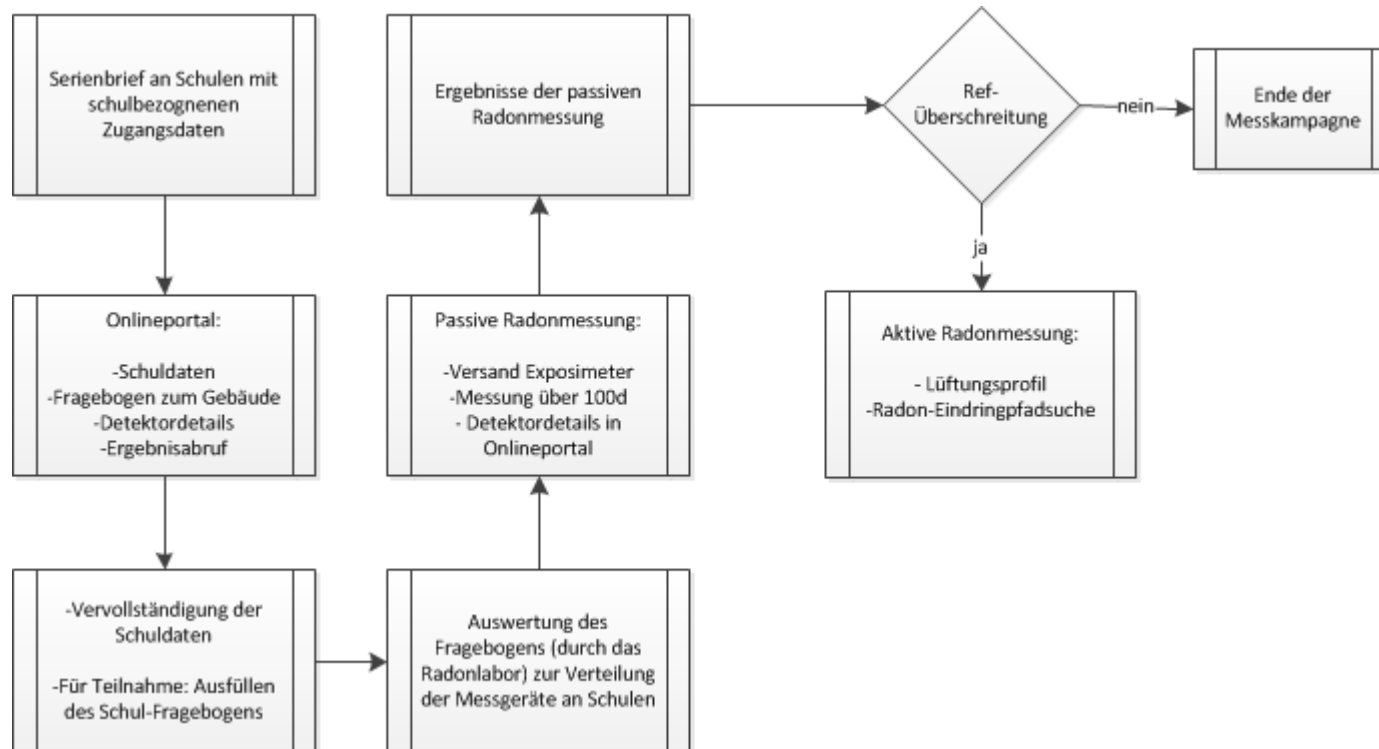 Serienbrief an Schulen mit
schulbezognenen
Zugangsdaten
Onlineportal:
-Schuldaten
-Fragebogen zum Gebäude
-Detektordetails
-Ergebnisabruf
-Vervollständigung der
Schuldaten
-Für Teilnahme: Ausfüllen
des Schul-Fragebogens
Auswertung des
Fragebogens (durch das
Radonlabor) zur Verteilung
der Messgeräte an Schulen
Passive Radonmessung:
-Versand Exposimeter
-Messung über 100d
- Detektordetails in
Onlineportal
Ergebnisse der passiven
Radonmessung
Ref-
Überschreitung
nein
Ende der
Messkampagne
ja
Aktive Radonmessung:
- Lüftungsprofil
-Radon-Eindringpfadsuche